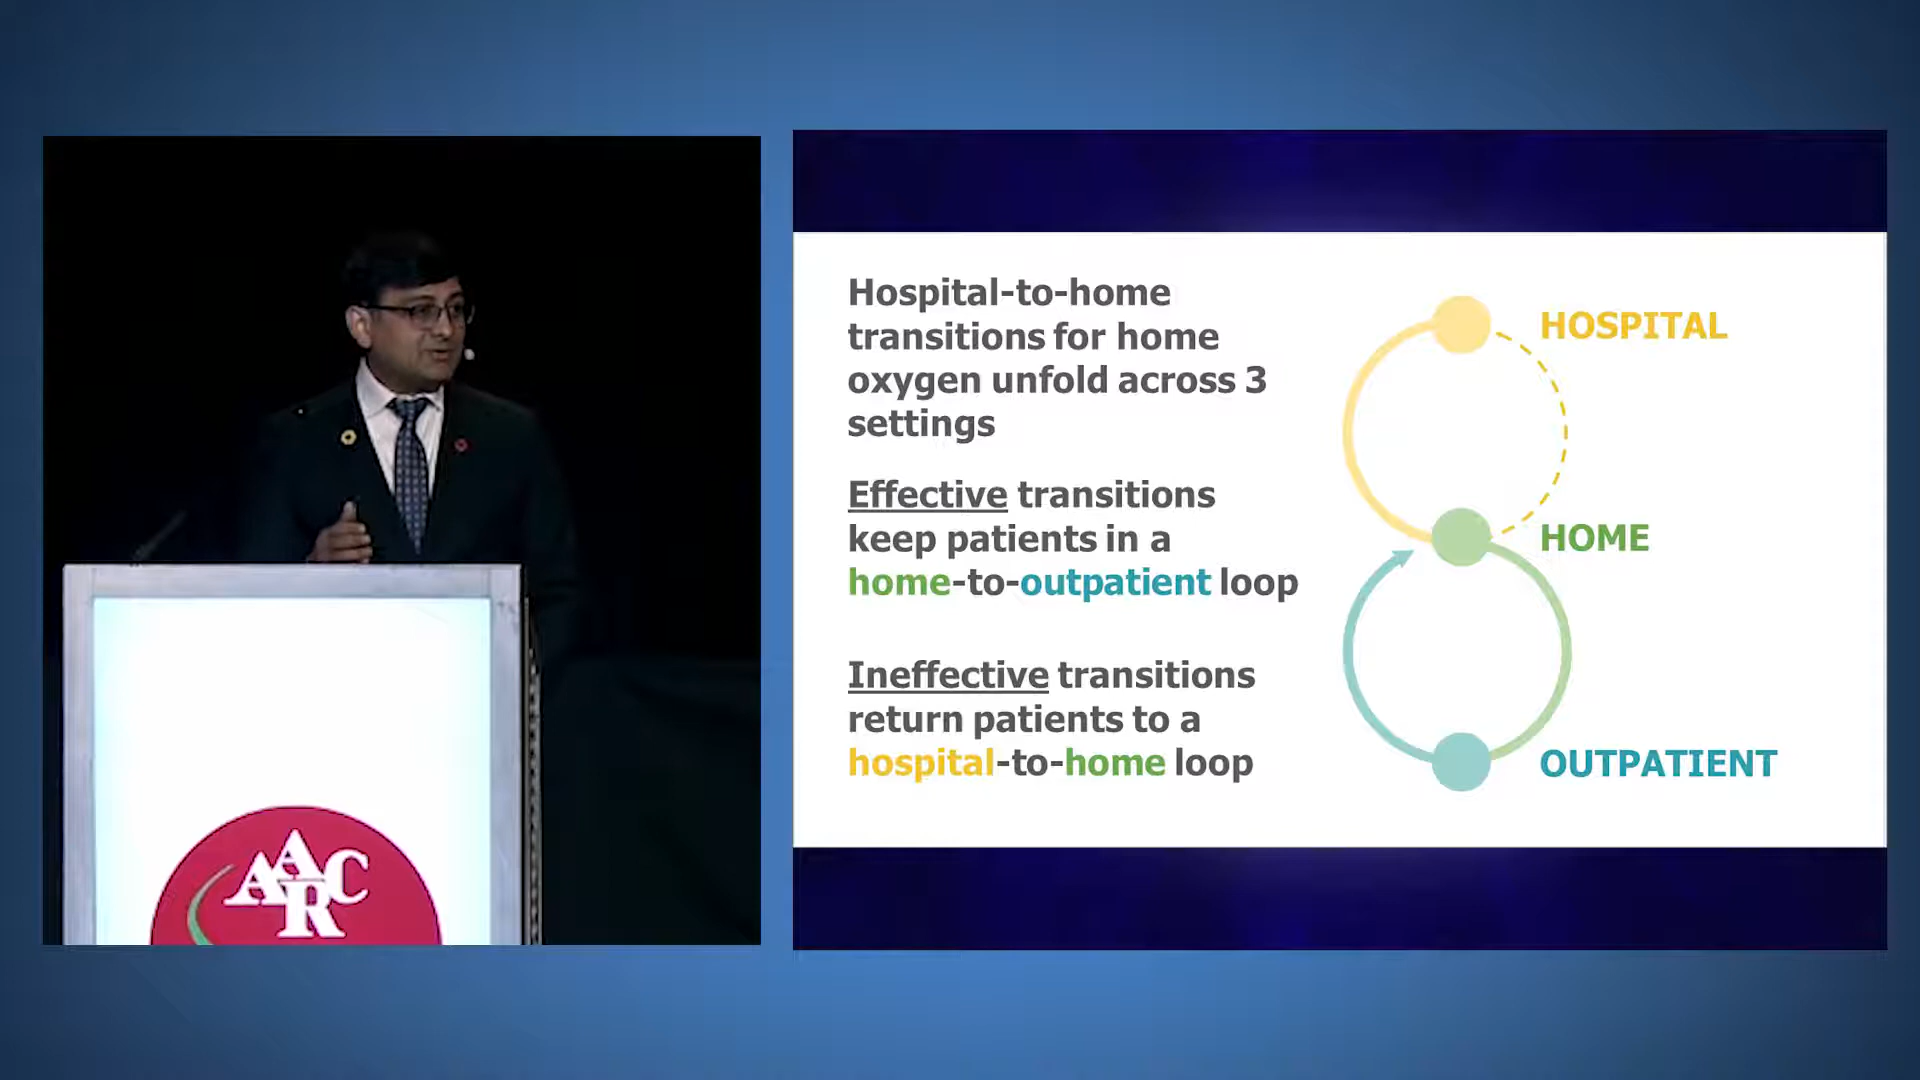 Hospital-to-home
transitions for home
oxygen unfold across 3
settings
Effective transitions
keep patients in a
home-to-outpatient loop
Ineffective transitions
return patients to a
hospital-to-home loop
HOSPITAL
HOME
OUTPATIENT
AARC